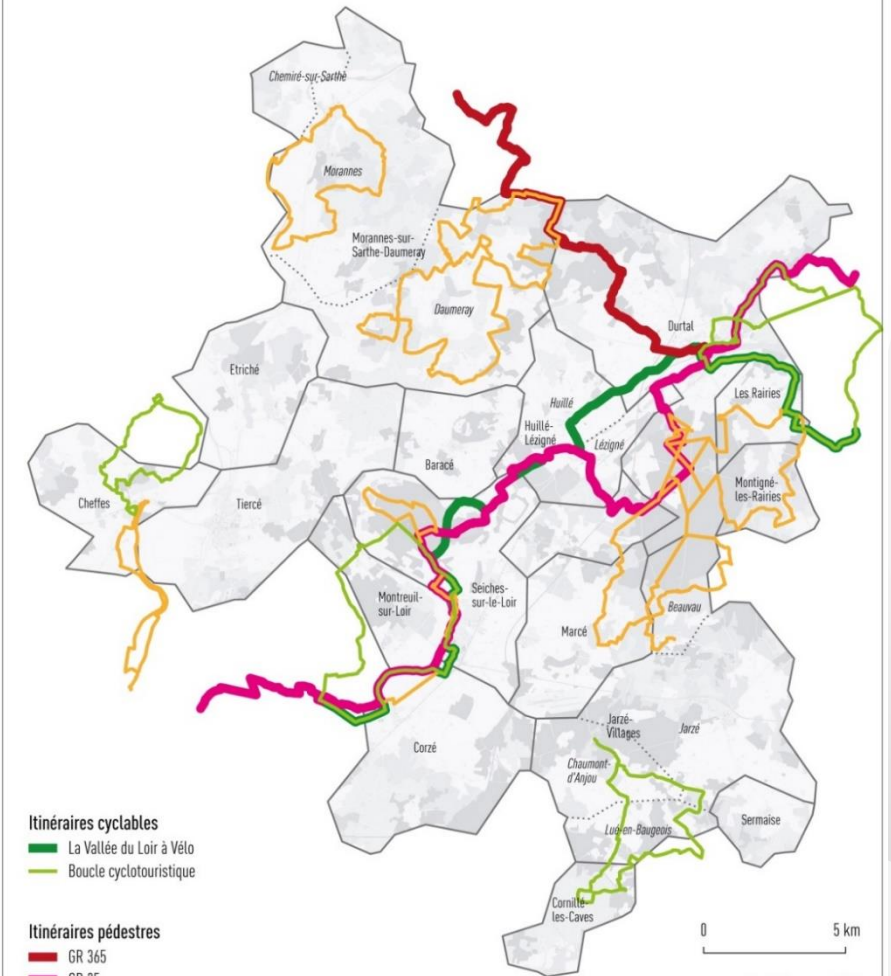 Chemiré-sur-Sarthe
Morannes
Morannes-sur-
Sarthe-Daumeray
Daumeray
Durtal
Etriché
Les Rairies
Huillé
Huillé-
Lézigné
Lézigné
Baracé
Montigné-
les-Rairies
Cheffes
Tiercé
Seiches-
sur-le-Loir
Montreuil-
sur-Loir
Beauvau
Marcé
Jarzé-
Villages
Jarzé
Corzé
Chaumont-
d'Anjou
Sermaise
Lué-en-Baugeois
Cornillé-
les-Caves
Itinéraires cyclables
La Vallée du Loir à Vélo
Boucle cyclotouristique
Itinéraires pédestres
GR 365
0 5 km